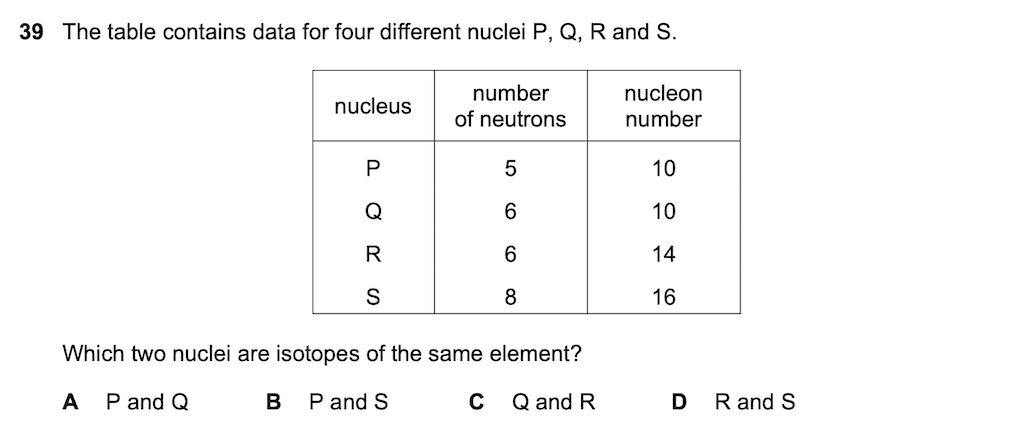 39 The table contains data for four different nuclei P, Q, R and S.
nucleus number of neutrons nucleon number
P 5 10
Q 6 10
R 6 14
S 8 16
Which two nuclei are isotopes of the same element?
A P and Q B P and S C Q and R D R and S